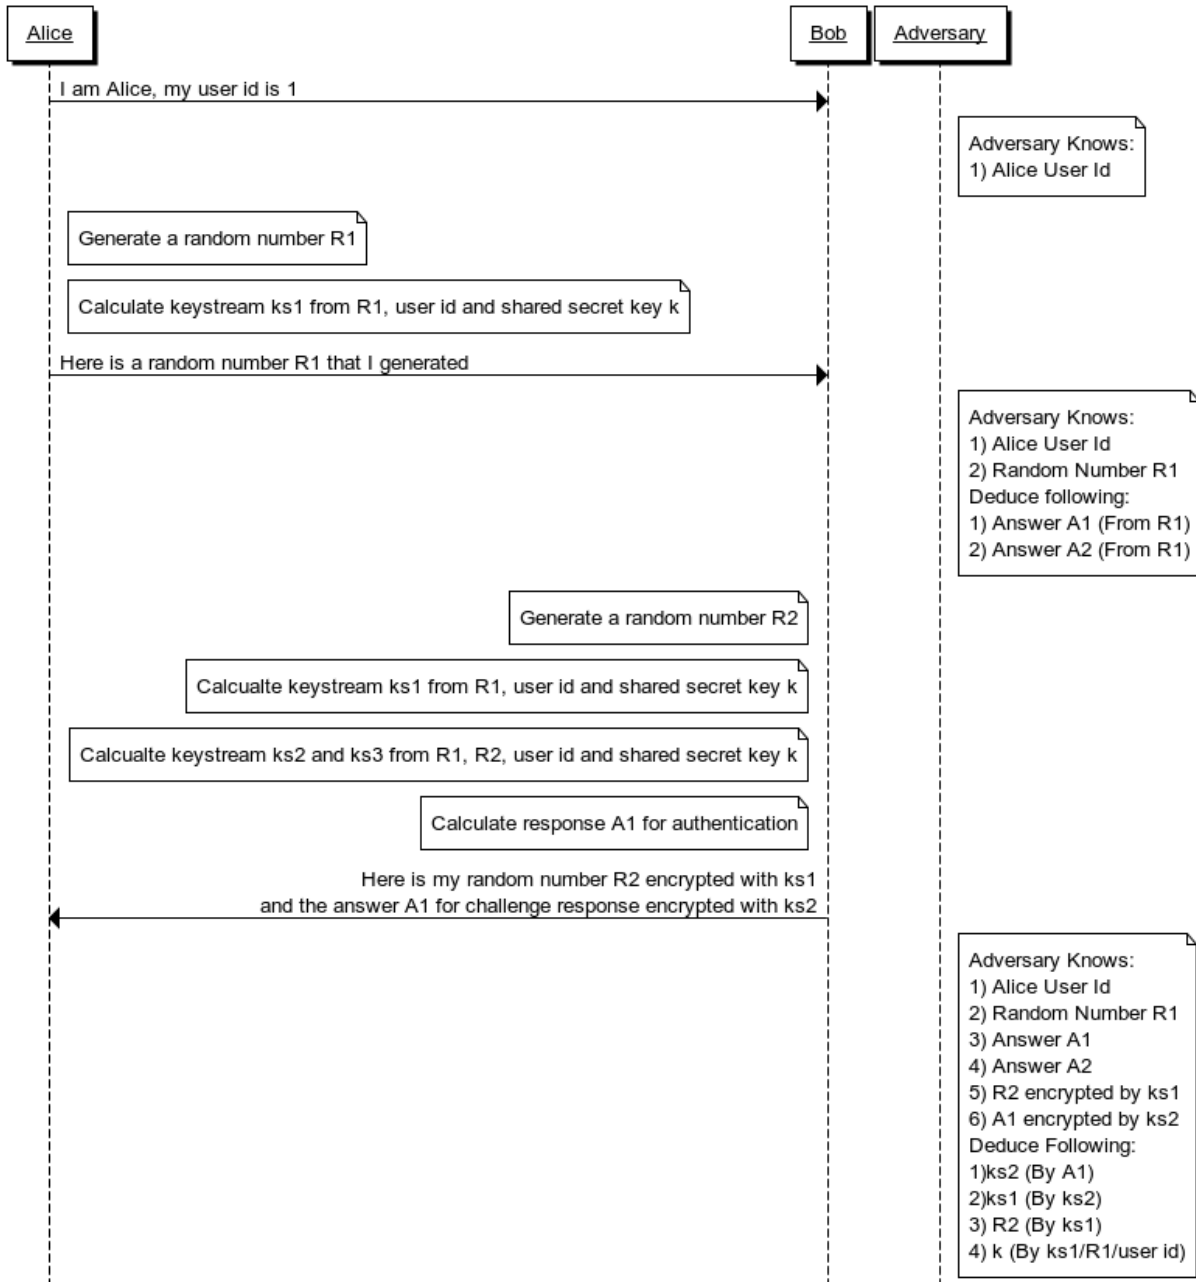 Alice
Bob
Adversary
I am Alice, my user id is 1
Adversary Knows:
1) Alice User Id
Generate a random number R1
Calculate keystream ks1 from R1, user id and shared secret key k
Here is a random number R1 that I generated
Adversary Knows:
1) Alice User Id
2) Random Number R1
Deduce following:
1) Answer A1 (From R1)
2) Answer A2 (From R1)
Generate a random number R2
Calcualte keystream ks1 from R1, user id and shared secret key k
Calcualte keystream ks2 and ks3 from R1, R2, user id and shared secret key k
Calculate response A1 for authentication
Here is my random number R2 encrypted with ks1
and the answer A1 for challenge response encrypted with ks2
Adversary Knows:
1) Alice User Id
2) Random Number R1
3) Answer A1
4) Answer A2
5) R2 encrypted by ks1
6) A1 encrypted by ks2
Deduce Following:
1)ks2 (By A1)
2)ks1 (By ks2)
3) R2 (By ks1)
4) k (By ks1/R1/user id)